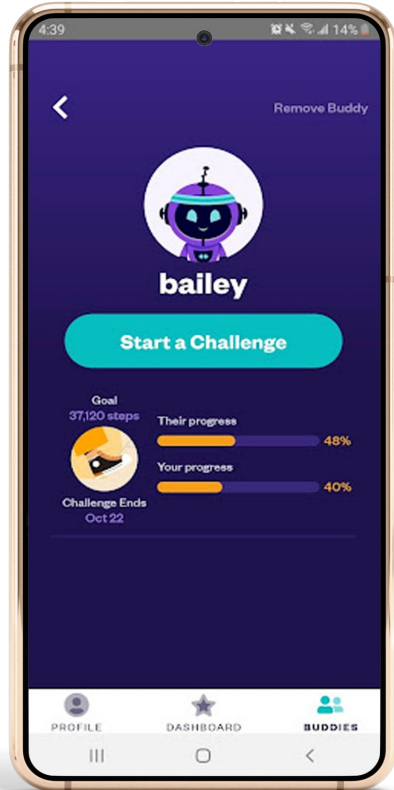 4:39
14%
Remove Buddy
bailey
Start a Challenge
Goal
37,120 steps
Challenge Ends
Oct 22
Their progress
48%
Your progress
40%
PROFILE
DASHBOARD
BUDDIES